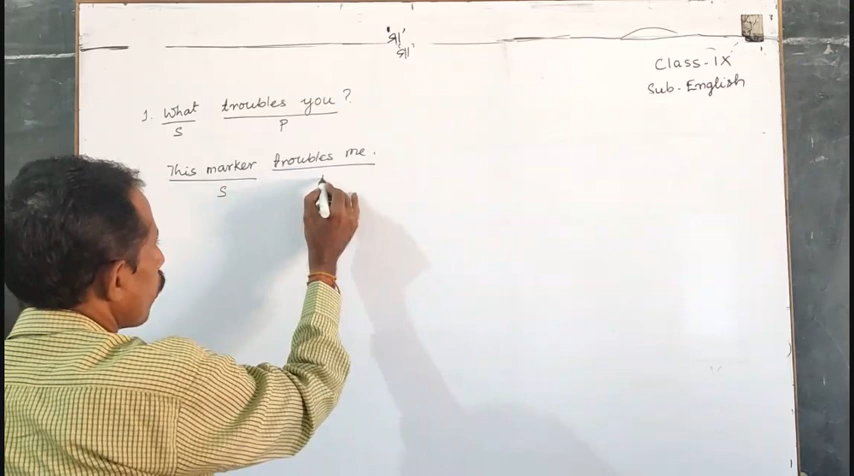 Class-IX
Sub-English
1. What troubles you?
S P
This marker troubles me.
S